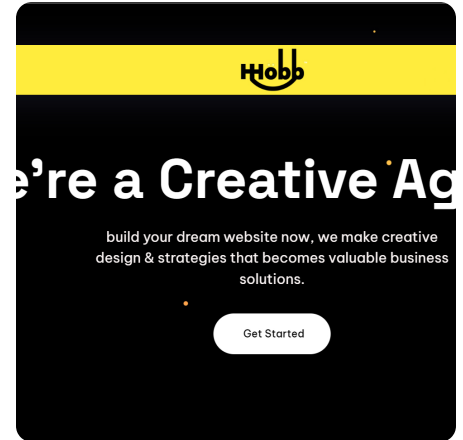 Hobb
e're a Creative Ag
build your dream website now, we make creative
design & strategies that becomes valuable business
solutions.
Get Started